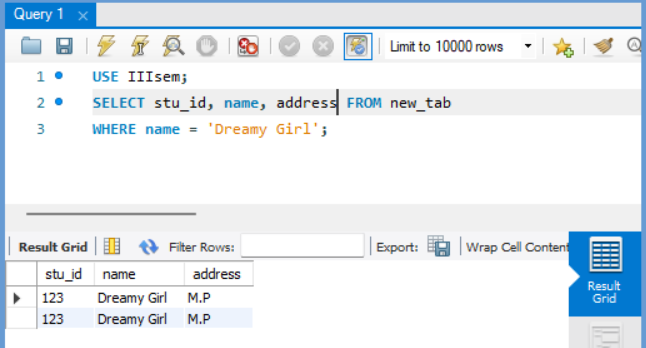 Query 1
Limit to 10000 rows
1 USE IIIsem;
2 SELECT stu_id, name, address FROM new_tab
3 WHERE name = 'Dreamy Girl';
Result Grid Filter Rows: Export: Wrap Cell Content
stu_id name address
123 Dreamy Girl M.P
123 Dreamy Girl M.P
Result
Grid